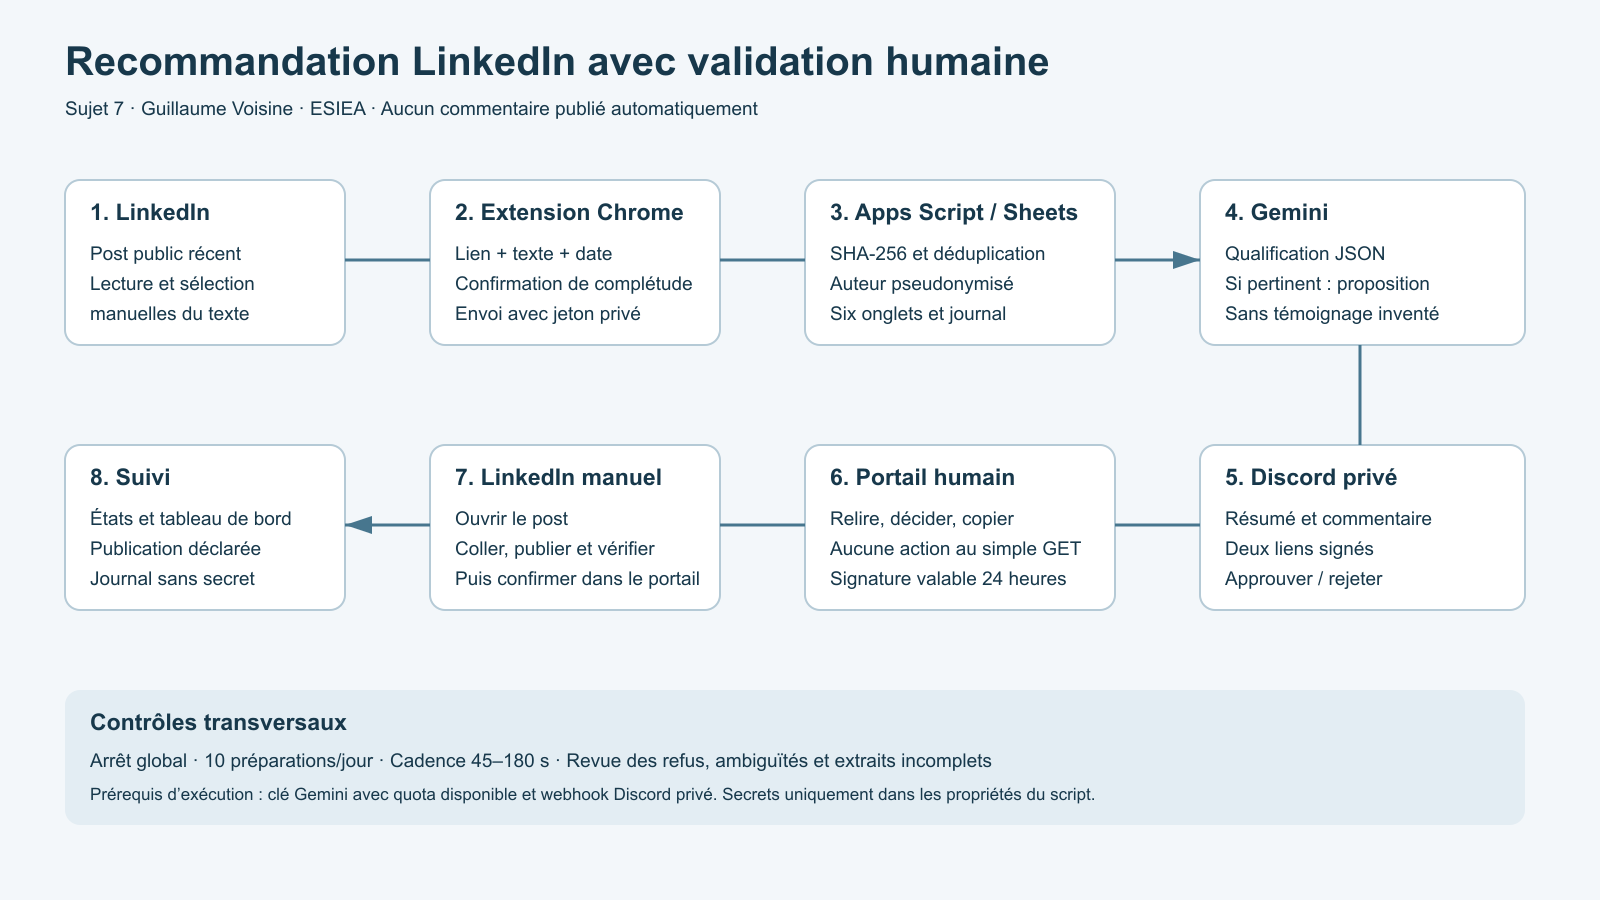 Recommandation LinkedIn avec validation humaine
Sujet 7 · Guillaume Voisine · ESIEA · Aucun commentaire publié automatiquement
1. LinkedIn
Post public récent
Lecture et sélection
manuelles du texte
2. Extension Chrome
Lien + texte + date
Confirmation de complétude
Envoi avec jeton privé
3. Apps Script / Sheets
SHA-256 et déduplication
Auteur pseudonymisé
Six onglets et journal
4. Gemini
Qualification JSON
Si pertinent : proposition
Sans témoignage inventé
5. Discord privé
Résumé et commentaire
Deux liens signés
Approuver / rejeter
6. Portail humain
Relire, décider, copier
Aucune action au simple GET
Signature valable 24 heures
7. LinkedIn manuel
Ouvrir le post
Coller, publier et vérifier
Puis confirmer dans le portail
8. Suivi
États et tableau de bord
Publication déclarée
Journal sans secret
Contrôles transversaux
Arrêt global · 10 préparations/jour · Cadence 45–180 s · Revue des refus, ambiguïtés et extraits incomplets
Prérequis d’exécution : clé Gemini avec quota disponible et webhook Discord privé. Secrets uniquement dans les propriétés du script.